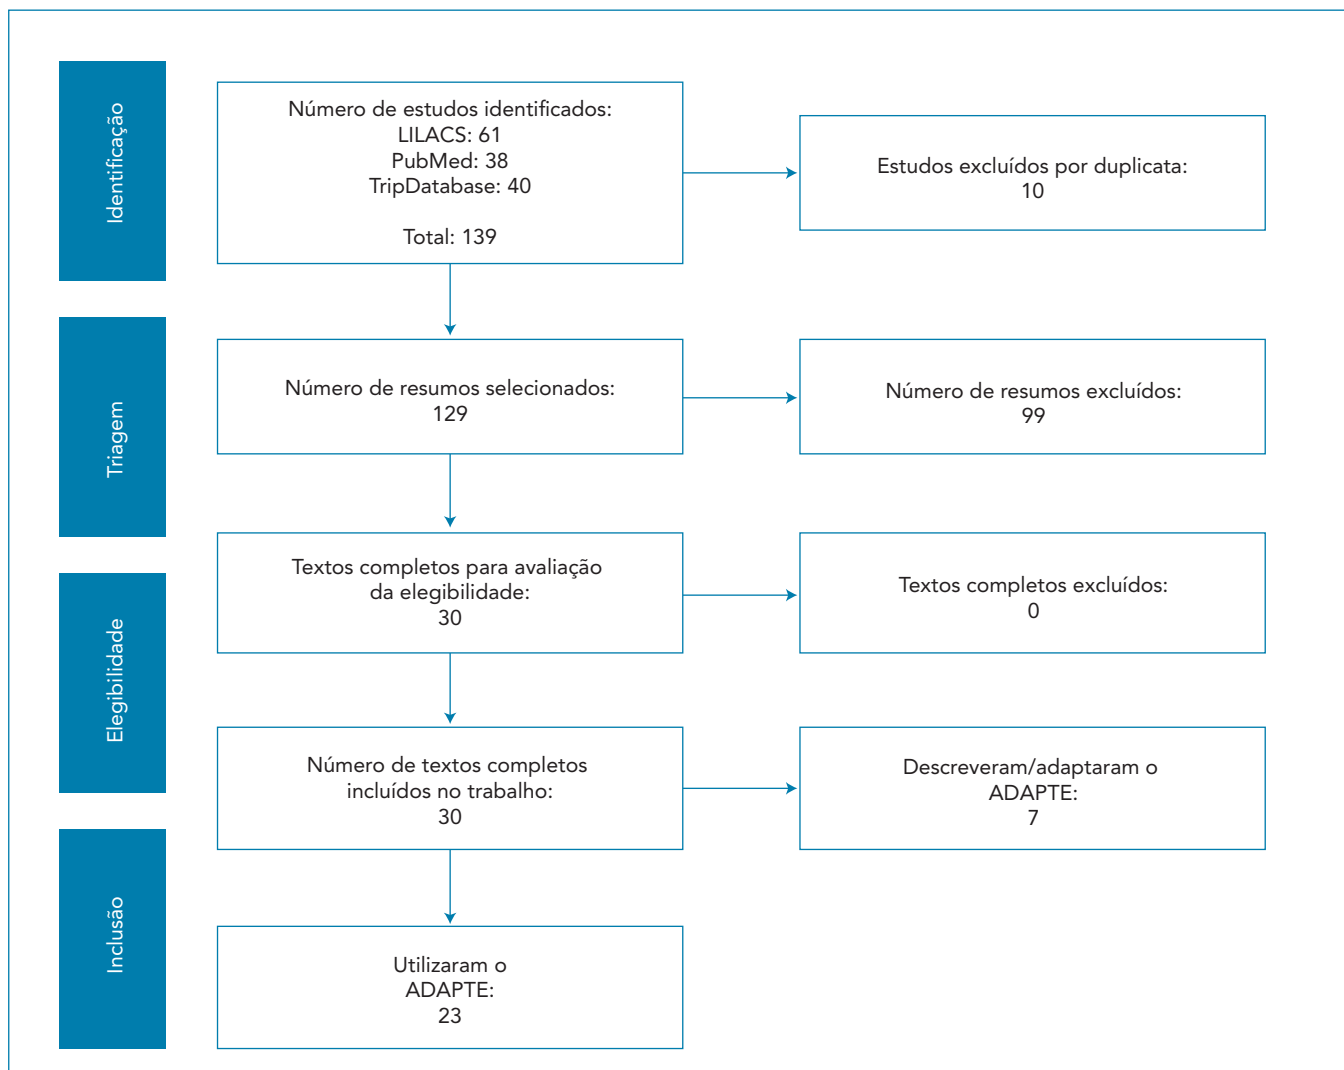 Identificação
Número de estudos identificados:
LILACS: 61
PubMed: 38
TripDatabase: 40
Total: 139
Estudos excluídos por duplicata:
10
Triagem
Número de resumos selecionados:
129
Número de resumos excluídos:
99
Elegibilidade
Textos completos para avaliação
da elegibilidade:
30
Textos completos excluídos:
0
Número de textos completos
incluídos no trabalho:
30
Descreveram/adaptaram o
ADAPTE:
7
Inclusão
Utilizaram o
ADAPTE:
23